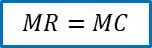 MR = MC